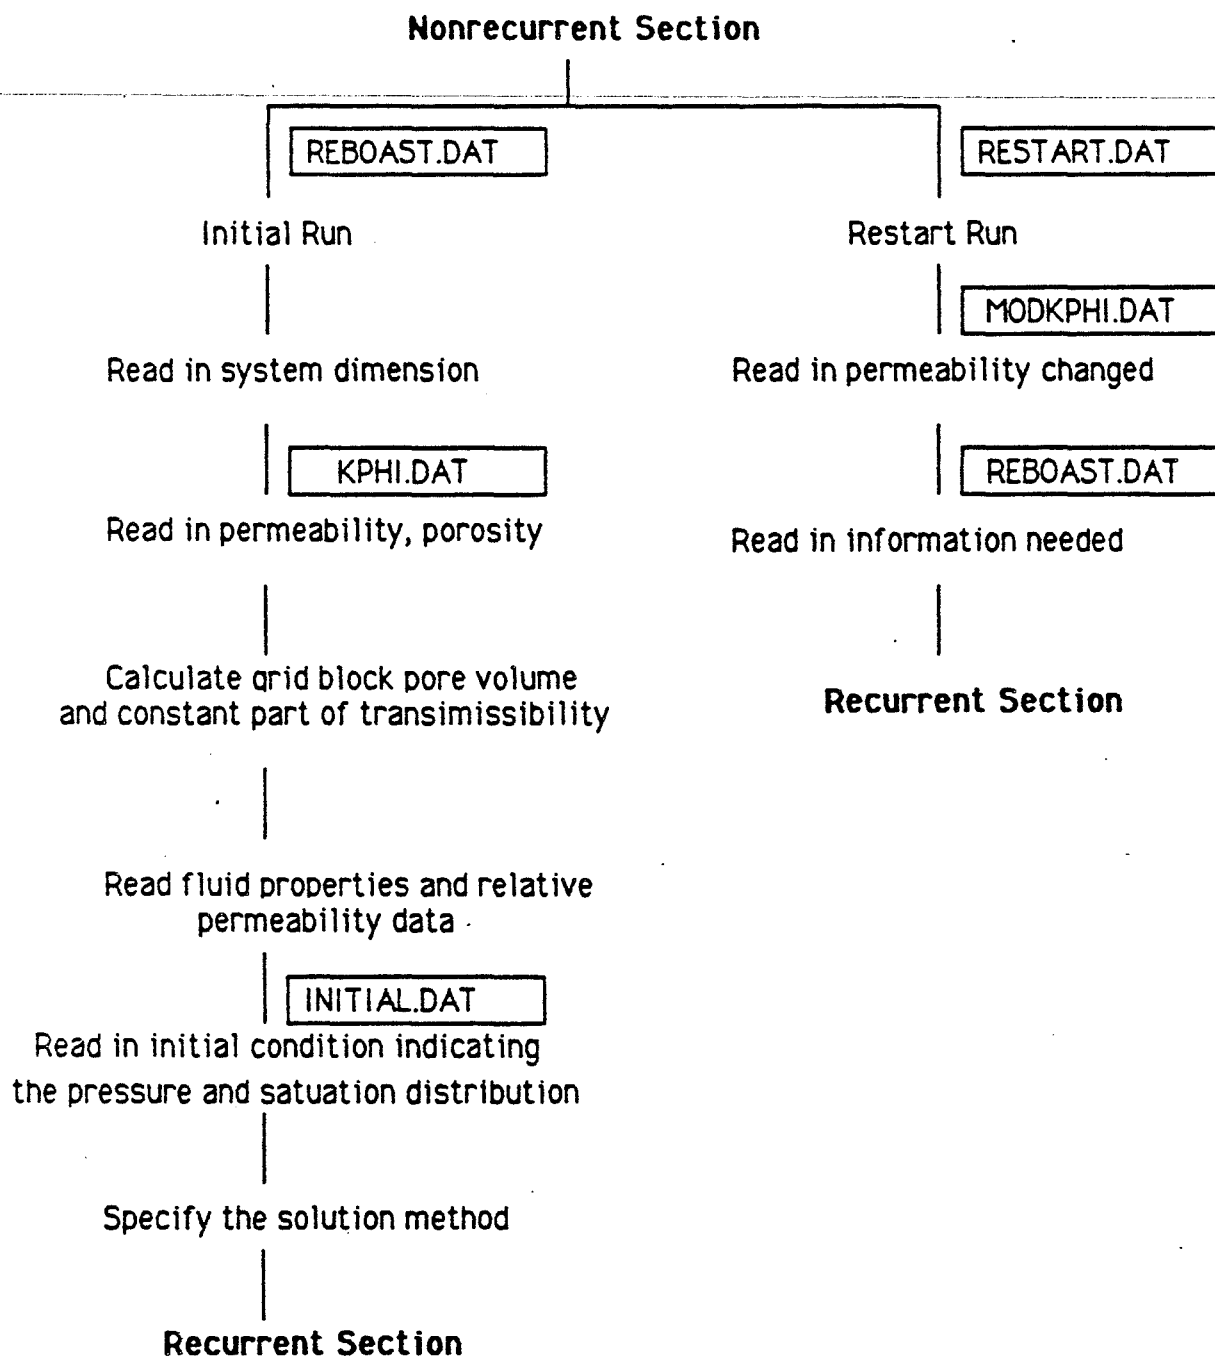 Nonrecurrent Section
REBOAST.DAT
Initial Run
Read in system dimension
KPHI.DAT
Read in permeability, porosity
Calculate grid block pore volume
and constant part of transimissibility
Read fluid properties and relative
permeability data
INITIAL.DAT
Read in initial condition indicating
the pressure and satuation distribution
Specify the solution method
Recurrent Section
RESTART.DAT
Restart Run
MODKPHI.DAT
Read in permeability changed
REBOAST.DAT
Read in information needed
Recurrent Section